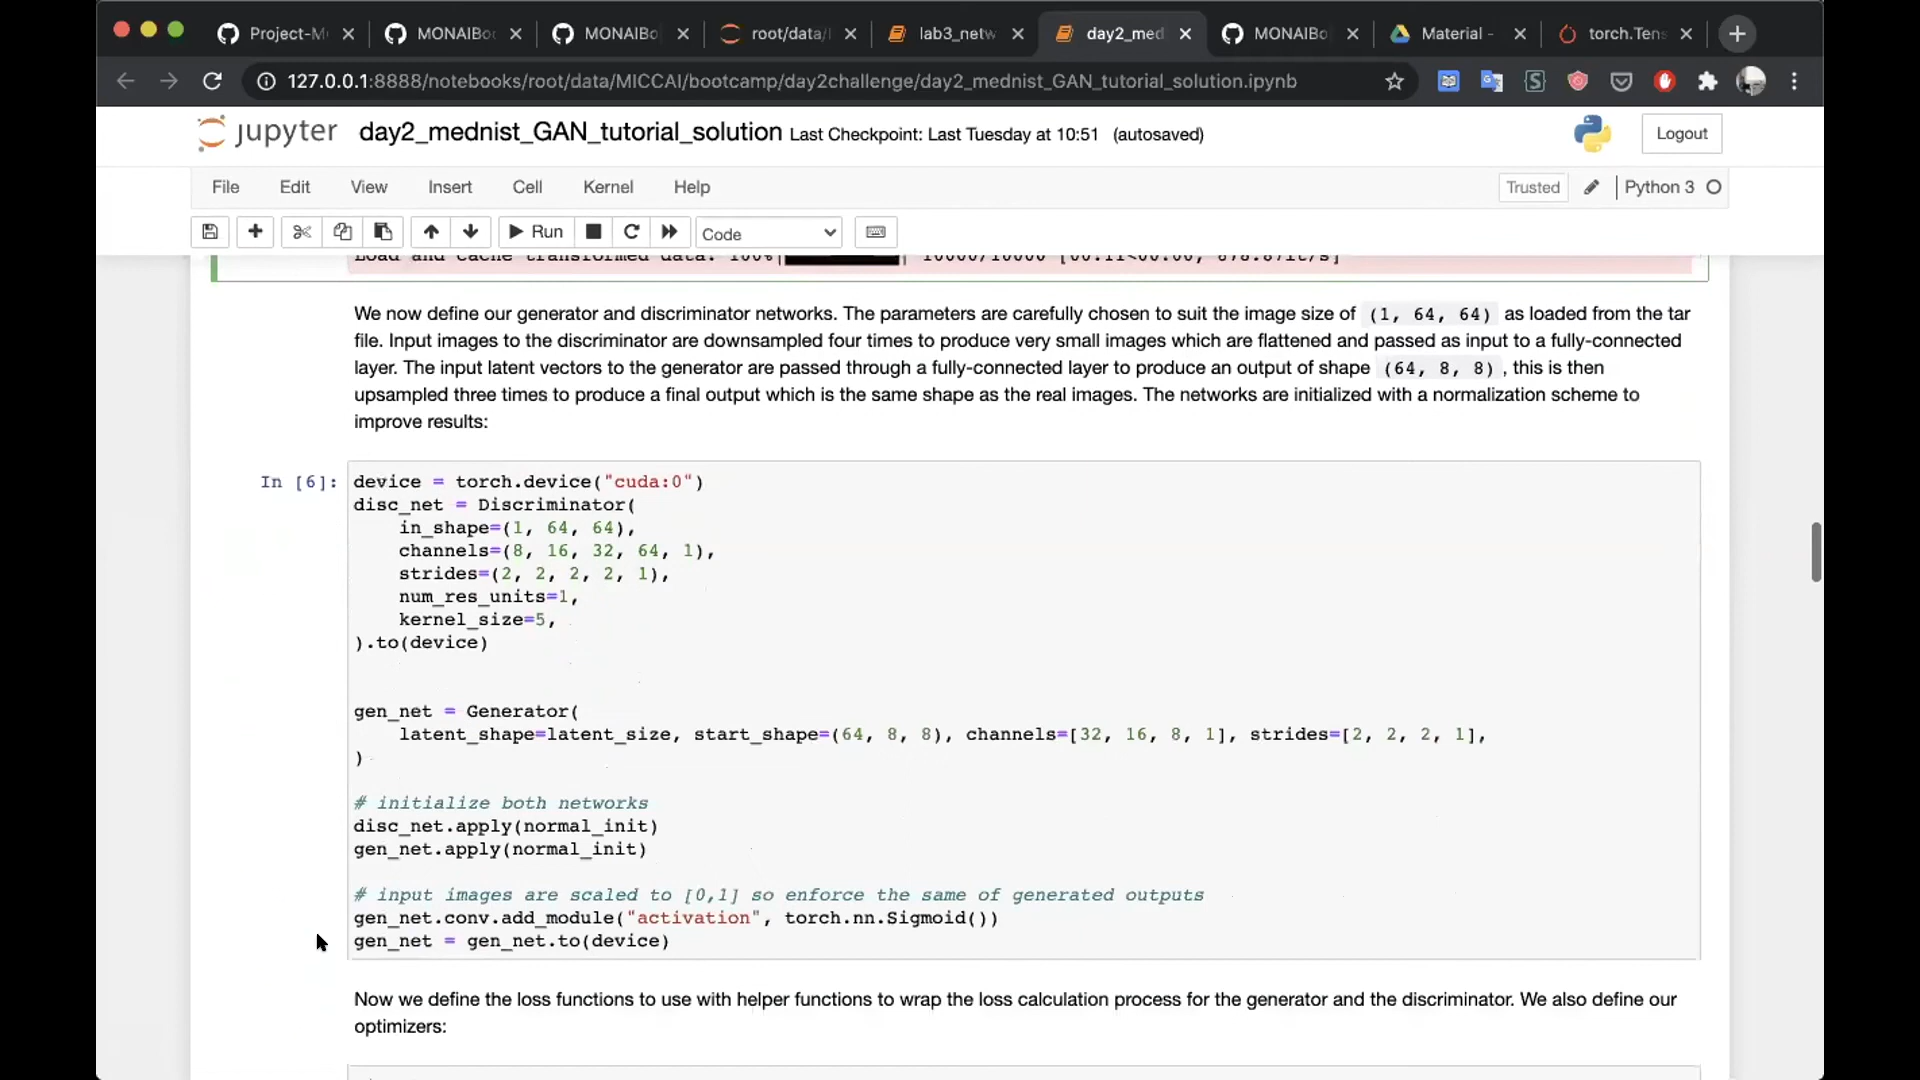 Project-M
MONAIBo
MONAIBo
root/data/
lab3_netw
day2_med
MONAIBo
Material -
torch.Tens
127.0.0.1:8888/notebooks/root/data/MICCAI/bootcamp/day2challenge/day2_mednist_GAN_tutorial_solution.ipynb
jupyter day2_mednist_GAN_tutorial_solution Last Checkpoint: Last Tuesday at 10:51 (autosaved)
Logout
File Edit View Insert Cell Kernel Help
Trusted Python 3
Run Code
Load and cache transformed data: 100%| | 10000/10000
We now define our generator and discriminator networks. The parameters are carefully chosen to suit the image size of (1, 64, 64) as loaded from the tar
file. Input images to the discriminator are downsampled four times to produce very small images which are flattened and passed as input to a fully-connected
layer. The input latent vectors to the generator are passed through a fully-connected layer to produce an output of shape (64, 8, 8) , this is then
upsampled three times to produce a final output which is the same shape as the real images. The networks are initialized with a normalization scheme to
improve results:
In [6]:
device = torch.device("cuda:0")
disc_net = Discriminator(
    in_shape=(1, 64, 64),
    channels=(8, 16, 32, 64, 1),
    strides=(2, 2, 2, 2, 1),
    num_res_units=1,
    kernel_size=5,
).to(device)
gen_net = Generator(
    latent_shape=latent_size, start_shape=(64, 8, 8), channels=[32, 16, 8, 1], strides=[2, 2, 2, 1],
)
# initialize both networks
disc_net.apply(normal_init)
gen_net.apply(normal_init)
# input images are scaled to [0,1] so enforce the same of generated outputs
gen_net.conv.add_module("activation", torch.nn.Sigmoid())
gen_net = gen_net.to(device)
Now we define the loss functions to use with helper functions to wrap the loss calculation process for the generator and the discriminator. We also define our
optimizers: